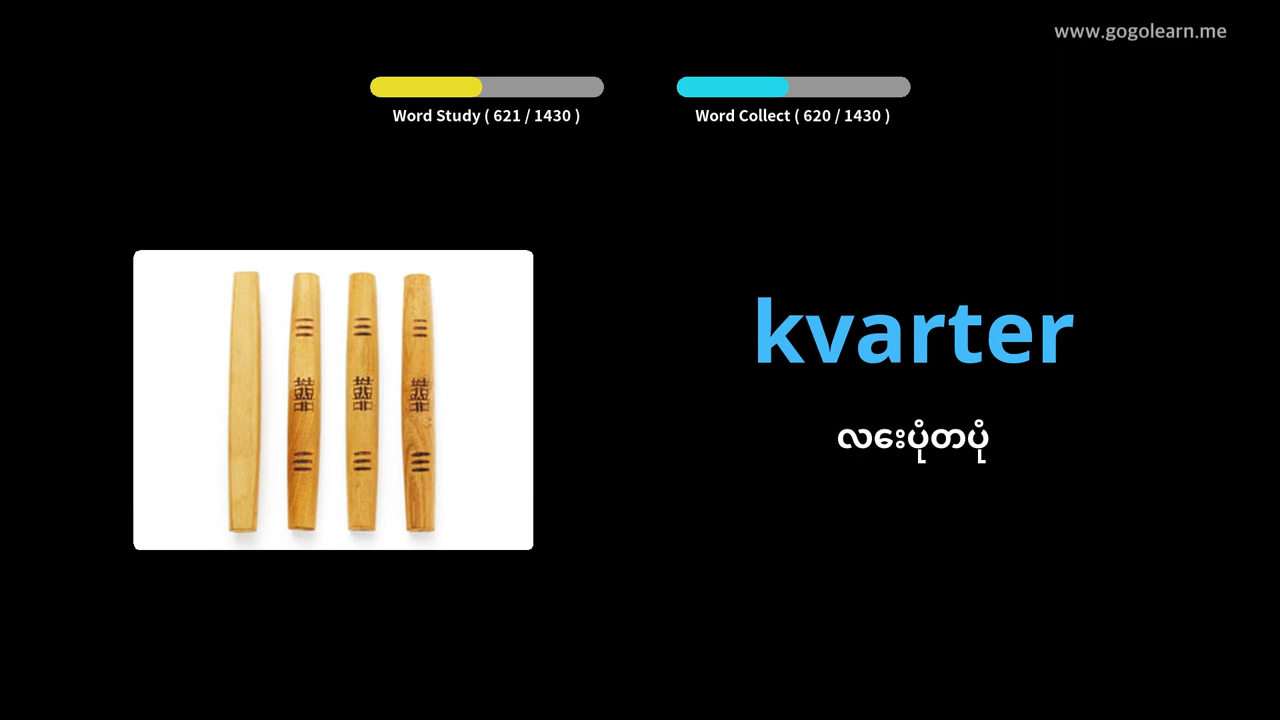 www.gogolearn.me
Word Study ( 621 / 1430 )
Word Collect ( 620 / 1430 )
kvarter
လေးပုံတပုံ